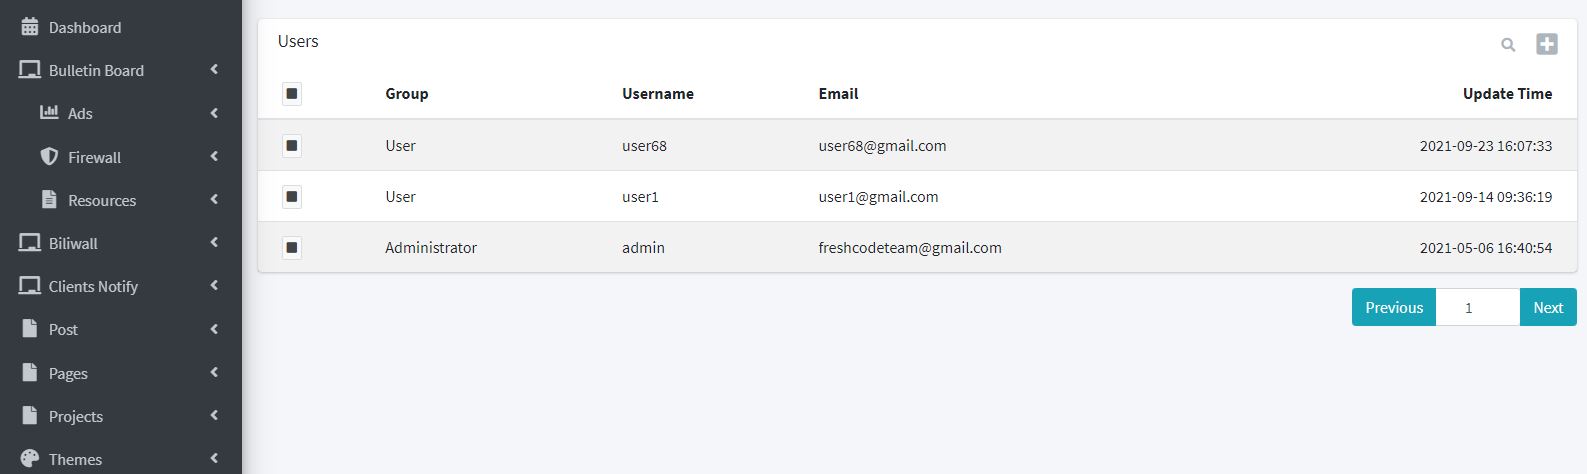 Dashboard
Bulletin Board
Ads
Firewall
Resources
Biliwall
Clients Notify
Post
Pages
Projects
Themes
Users
Group Username Email Update Time
User user68 user68@gmail.com 2021-09-23 16:07:33
User user1 user1@gmail.com 2021-09-14 09:36:19
Administrator admin freshcodeteam@gmail.com 2021-05-06 16:40:54
Previous 1 Next